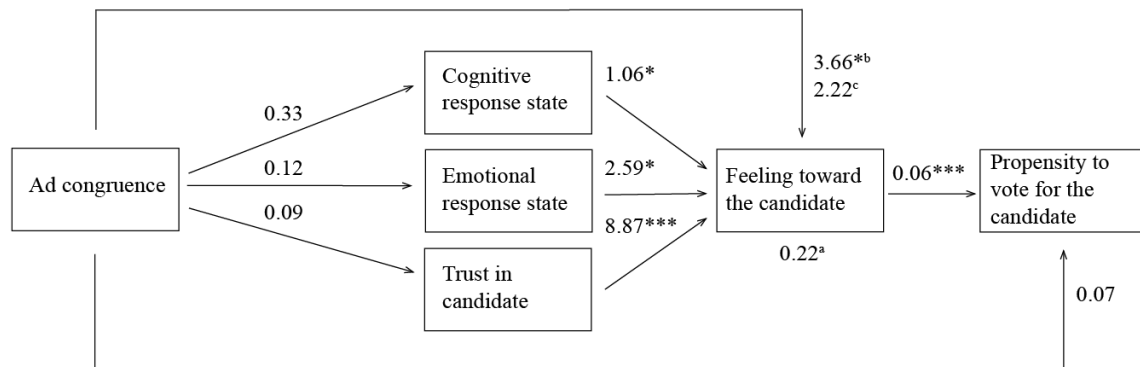 3.66*ᵇ
2.22ᶜ
Cognitive
response state
1.06*
0.33
Ad congruence
0.12
Emotional
response state
2.59*
Feeling toward
the candidate
0.06***
Propensity to
vote for the
candidate
0.09
8.87***
0.22ᵃ
Trust in
candidate
0.07